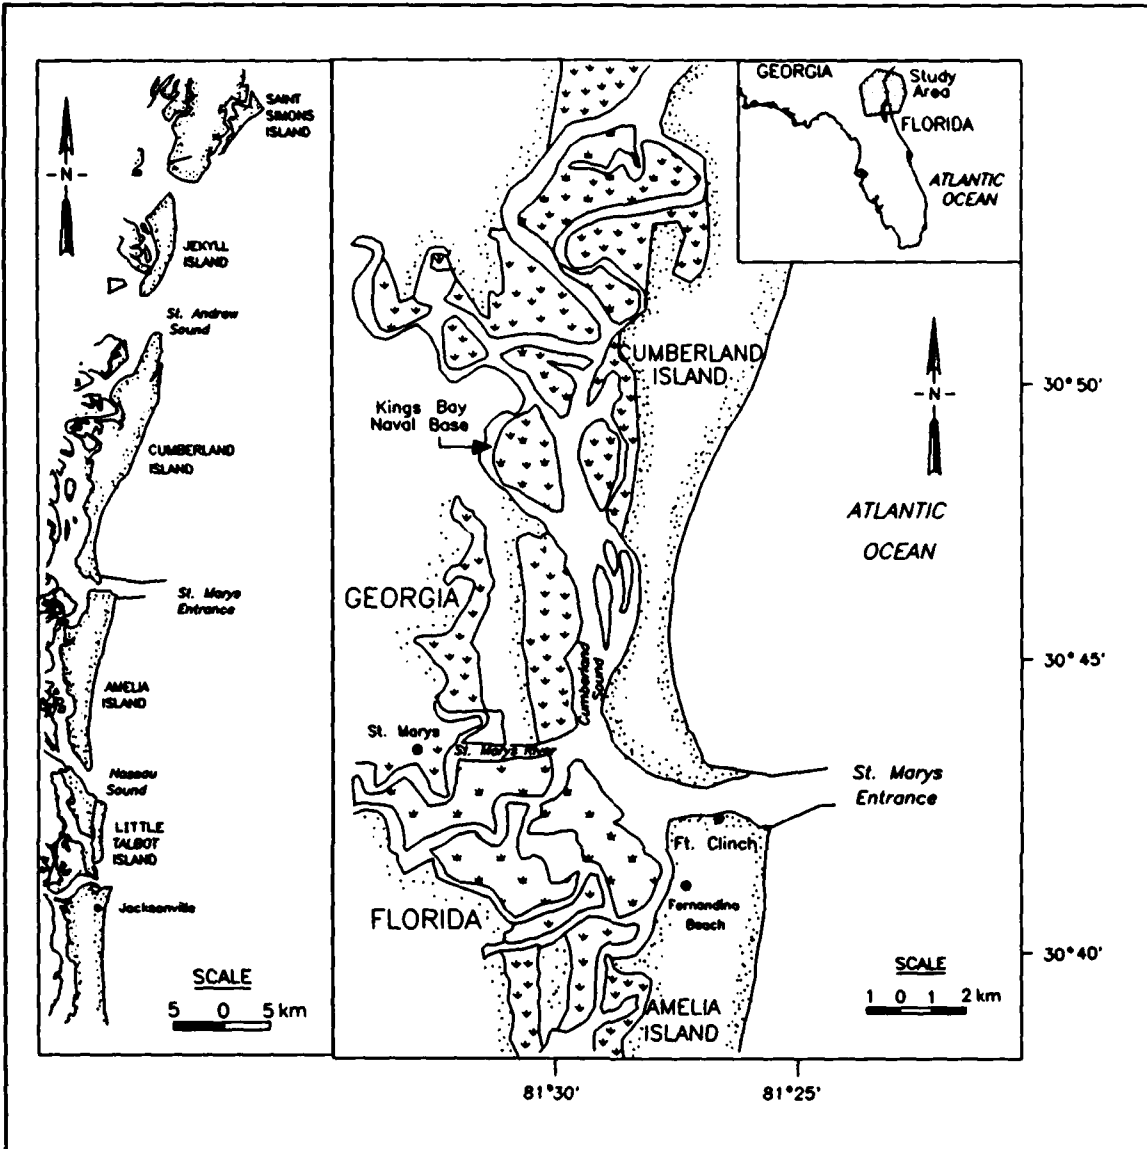 SAINT
SIMONS
ISLAND
-N-
JEKYLL
ISLAND
St. Andrew
Sound
CUMBERLAND
ISLAND
St. Marys
Entrance
AMELIA
ISLAND
Nassau
Sound
LITTLE
TALBOT
ISLAND
Jacksonville
SCALE
5 0 5 km
GEORGIA
Study
Area
FLORIDA
ATLANTIC
OCEAN
CUMBERLAND
ISLAND
Kings Bay
Naval Base
-N-
ATLANTIC
OCEAN
GEORGIA
Cumberland
Sound
St. Marys
St. Marys River
St. Marys
Entrance
Ft. Clinch
Fernandina
Beach
FLORIDA
AMELIA
ISLAND
SCALE
1 0 1 2 km
30°50'
30°45'
30°40'
81°30'
81°25'